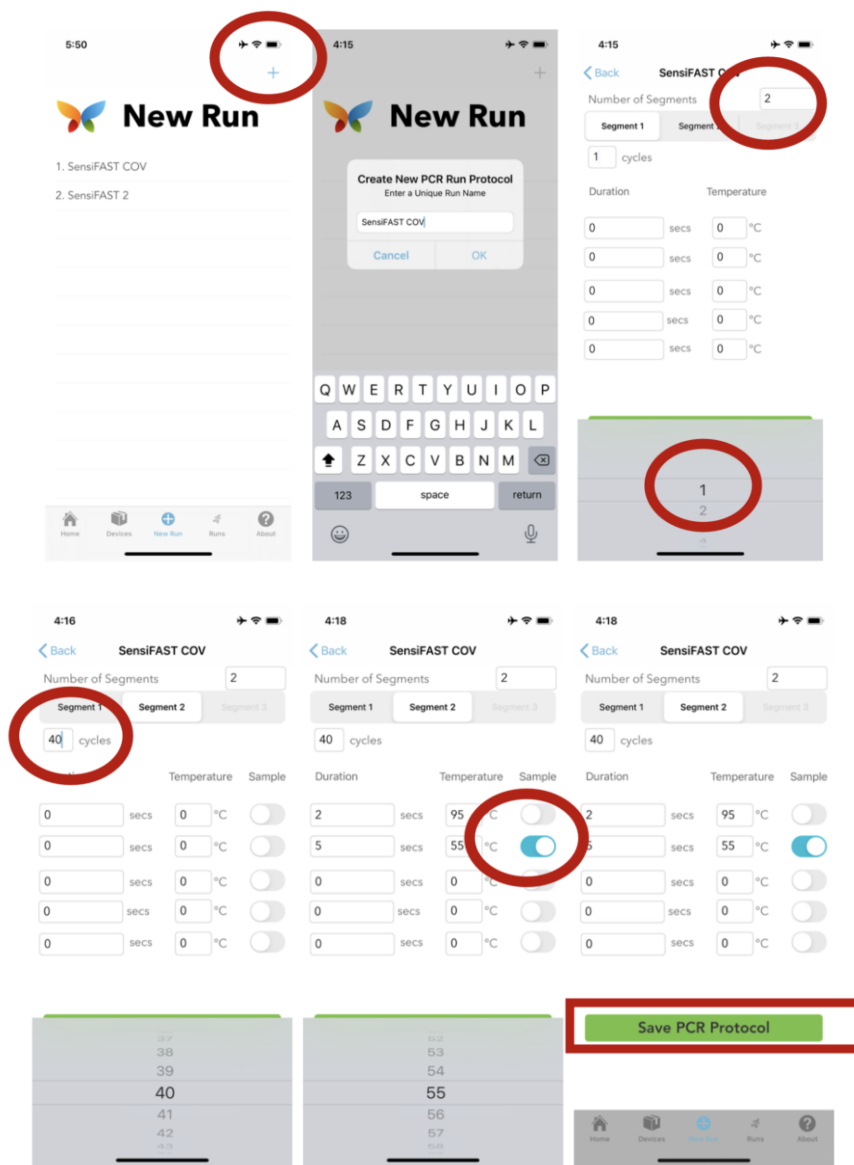 5:50
+
New Run
1. SensiFAST COV
2. SensiFAST 2
Home Devices New Run Runs About
4:15
+
New Run
Create New PCR Run Protocol
Enter a Unique Run Name
SensiFAST COV
Cancel OK
Q W E R T Y U I O P
A S D F G H J K L
Z X C V B N M
123 space return
4:15
Back SensiFAST COV
Number of Segments 2
Segment 1 Segment 2 Segment 3
1 cycles
Duration Temperature
0 secs 0 °C
0 secs 0 °C
0 secs 0 °C
0 secs 0 °C
0 secs 0 °C
1
2
4:16
Back SensiFAST COV
Number of Segments 2
Segment 1 Segment 2 Segment 3
40 cycles
Temperature Sample
0 secs 0 °C
0 secs 0 °C
0 secs 0 °C
0 secs 0 °C
0 secs 0 °C
37
38
39
40
41
42
43
4:18
Back SensiFAST COV
Number of Segments 2
Segment 1 Segment 2 Segment 3
40 cycles
Duration Temperature Sample
2 secs 95 °C
5 secs 55 °C
0 secs 0 °C
0 secs 0 °C
0 secs 0 °C
52
53
54
55
56
57
58
4:18
Back SensiFAST COV
Number of Segments 2
Segment 1 Segment 2 Segment 3
40 cycles
Duration Temperature Sample
2 secs 95 °C
5 secs 55 °C
0 secs 0 °C
0 secs 0 °C
0 secs 0 °C
Save PCR Protocol
Home Devices New Run Runs About